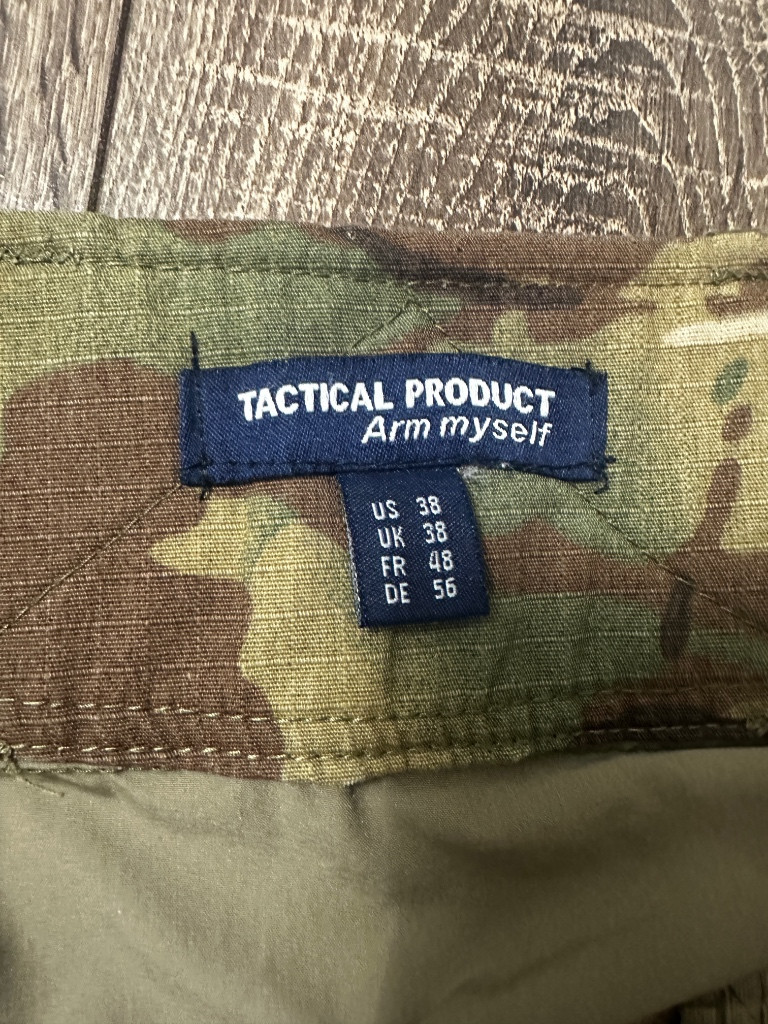 TACTICAL PRODUCT
Arm myself
US 38
UK 38
FR 48
DE 56